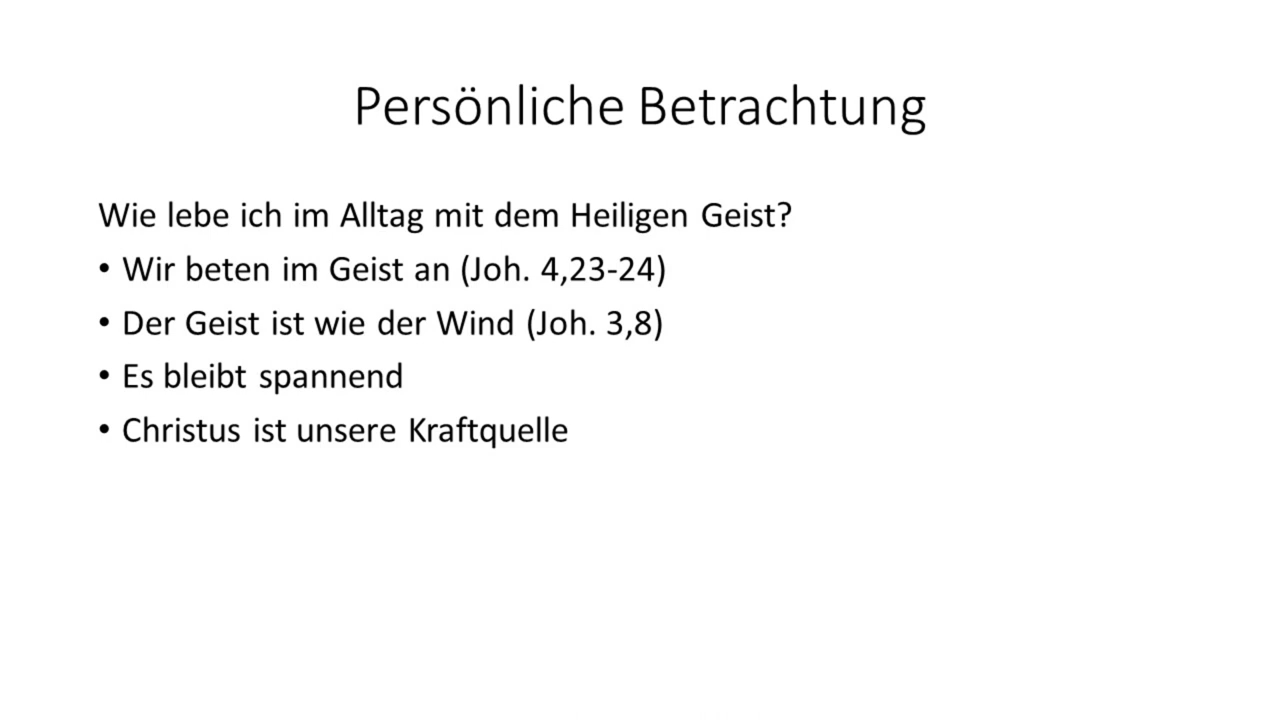 Persönliche Betrachtung
Wie lebe ich im Alltag mit dem Heiligen Geist?
• Wir beten im Geist an (Joh. 4,23-24)
• Der Geist ist wie der Wind (Joh. 3,8)
• Es bleibt spannend
• Christus ist unsere Kraftquelle